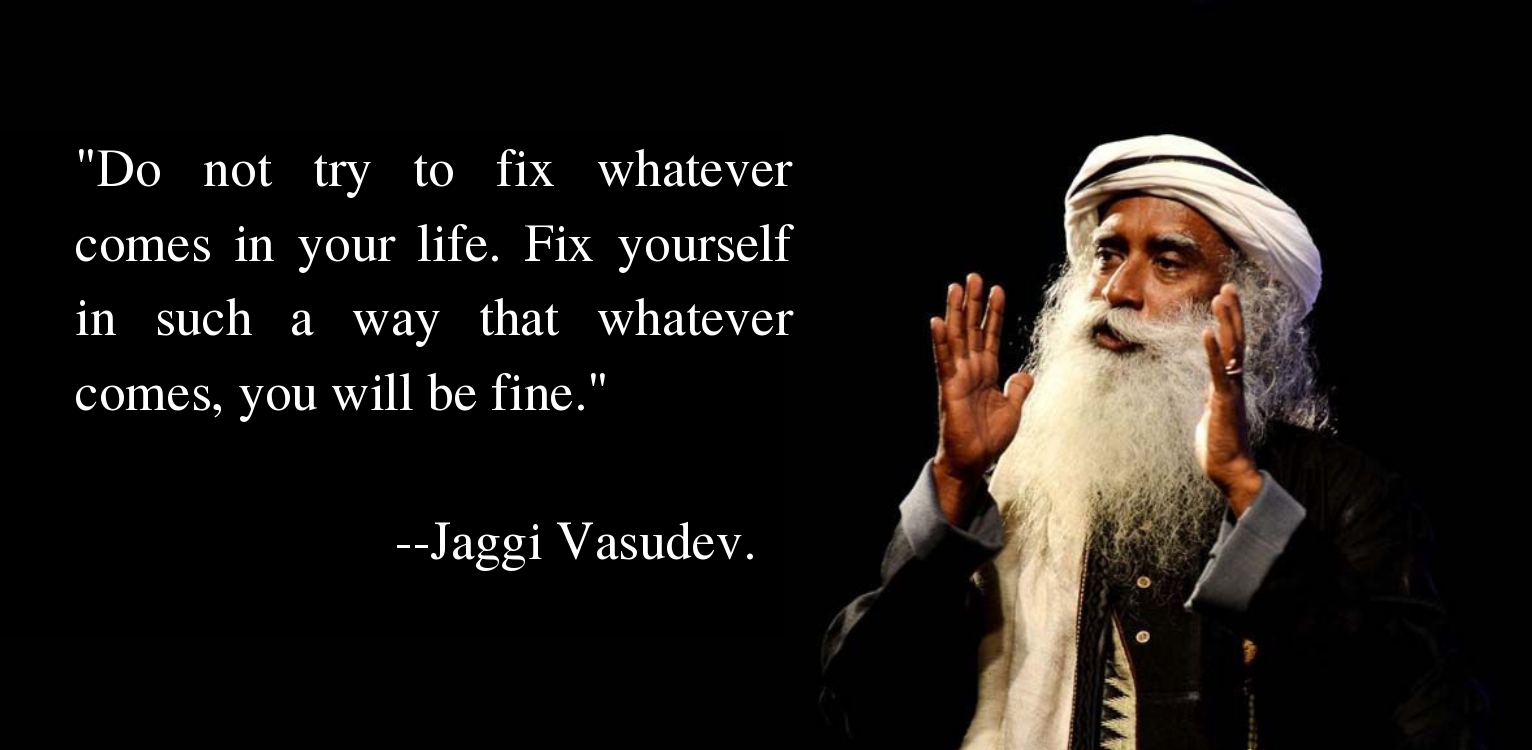 "Do not try to fix whatever
comes in your life. Fix yourself
in such a way that whatever
comes, you will be fine."
--Jaggi Vasudev.